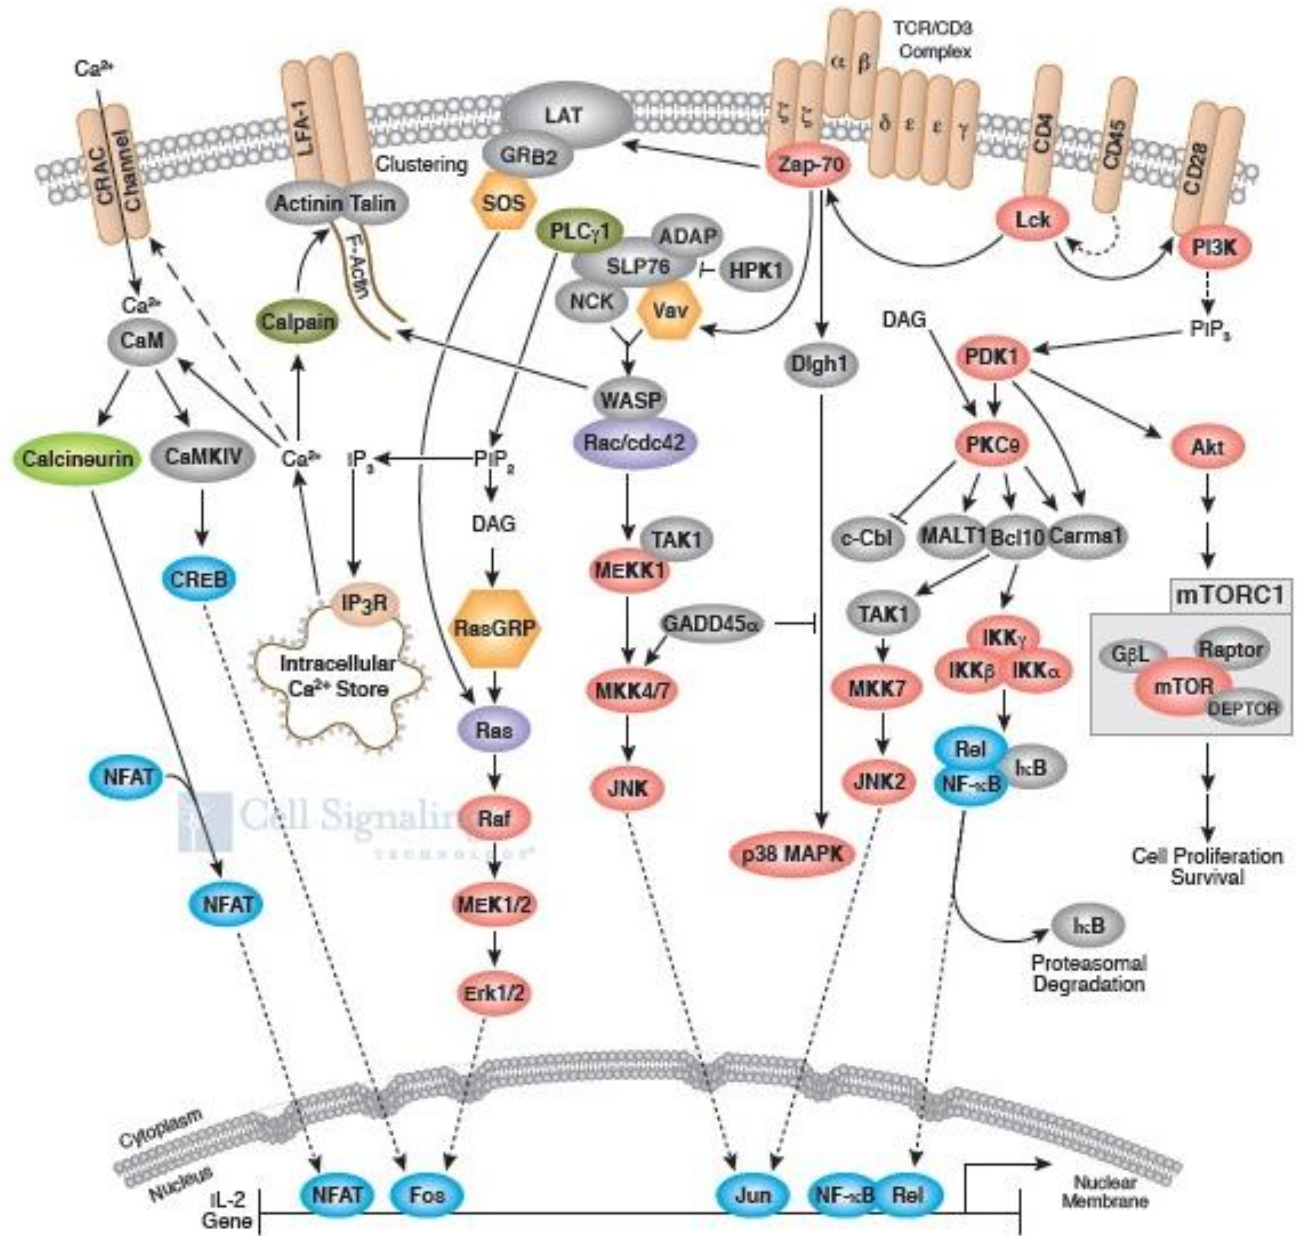 TCR/CD3
Complex
Ca²⁺
CRAC
Channel
LFA-1
Clustering
LAT
GRB2
SOS
α β
ξ ξ
ξ ξ
δ ε ε γ
Zap-70
CD4
CD45
CD28
Lck
PI3K
Actinin Talin
F-Actin
PLCγ1
ADAP
SLP76
HPK1
NCK
Vav
Ca²⁺
CaM
Calpain
DAG
PIP₃
PDK1
Dlgh1
WASP
Rac/cdc42
Calcineurin
CaMKIV
Ca²⁺
IP₃
PIP₂
PKCθ
Akt
DAG
TAK1
MEKK1
c-Cbl
MALT1
Bcl10
Carma1
CREB
IP₃R
RasGRP
GADD45α
TAK1
IKKγ
IKKβ
IKKα
mTORC1
GβL
Raptor
mTOR
DEPTOR
Intracellular
Ca²⁺ Store
MKK4/7
MKK7
Ras
Rel
NF-κB
IκB
NFAT
JNK
JNK2
Cell Signaling
TECHNOLOGY®
Raf
p38 MAPK
Cell Proliferation
Survival
NFAT
MEK1/2
IκB
Proteasomal
Degradation
Erk1/2
Cytoplasm
Nucleus
IL-2
Gene
NFAT
Fos
Jun
NF-κB
Rel
Nuclear
Membrane